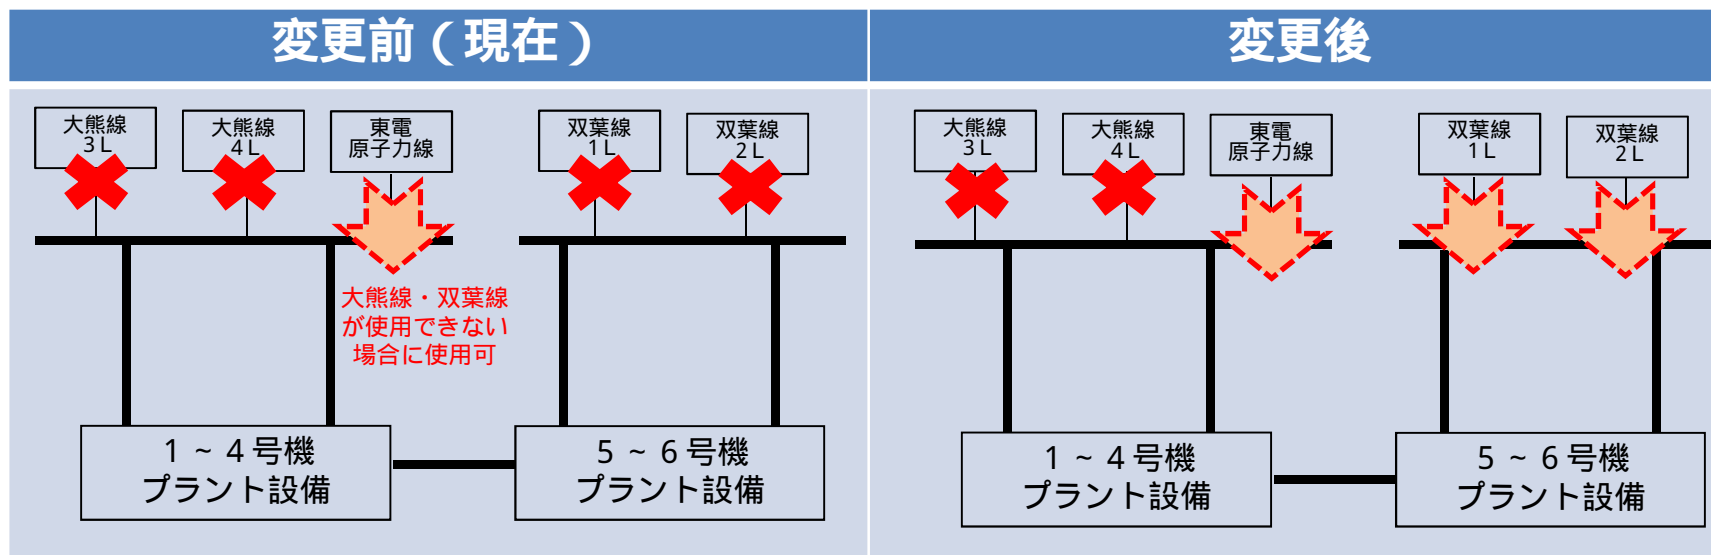 変更前（現在）
大熊線
3L
大熊線
4L
東電
原子力線
双葉線
1L
双葉線
2L
大熊線・双葉線
が使用できない
場合に使用可
1～4号機
プラント設備
5～6号機
プラント設備
変更後
大熊線
3L
大熊線
4L
東電
原子力線
双葉線
1L
双葉線
2L
1～4号機
プラント設備
5～6号機
プラント設備